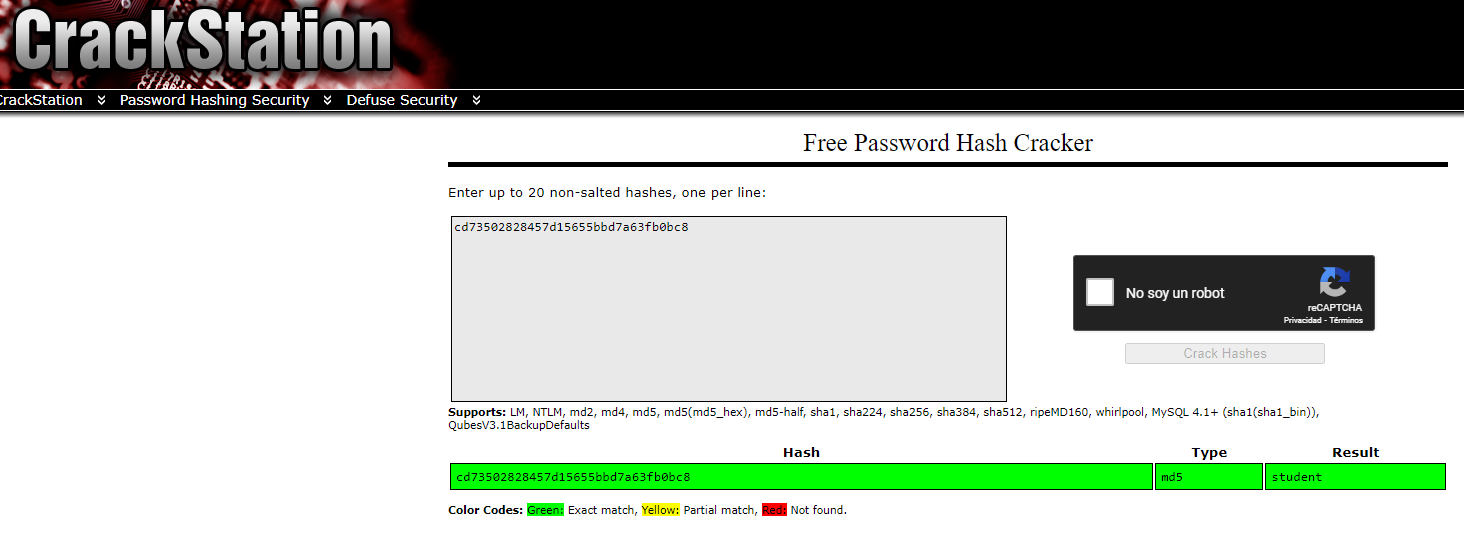 CrackStation
CrackStation Password Hashing Security Defuse Security
Free Password Hash Cracker
Enter up to 20 non-salted hashes, one per line:
cd73502828457d15655bbd7a63fb0bc8
No soy un robot
reCAPTCHA
Privacidad - Términos
Crack Hashes
Supports: LM, NTLM, md2, md4, md5, md5(md5_hex), md5-half, sha1, sha224, sha256, sha384, sha512, ripeMD160, whirlpool, MySQL 4.1+ (sha1(sha1_bin)),
QubesV3.1BackupDefaults
Hash Type Result
cd73502828457d15655bbd7a63fb0bc8 md5 student
Color Codes: Green: Exact match, Yellow: Partial match, Red: Not found.